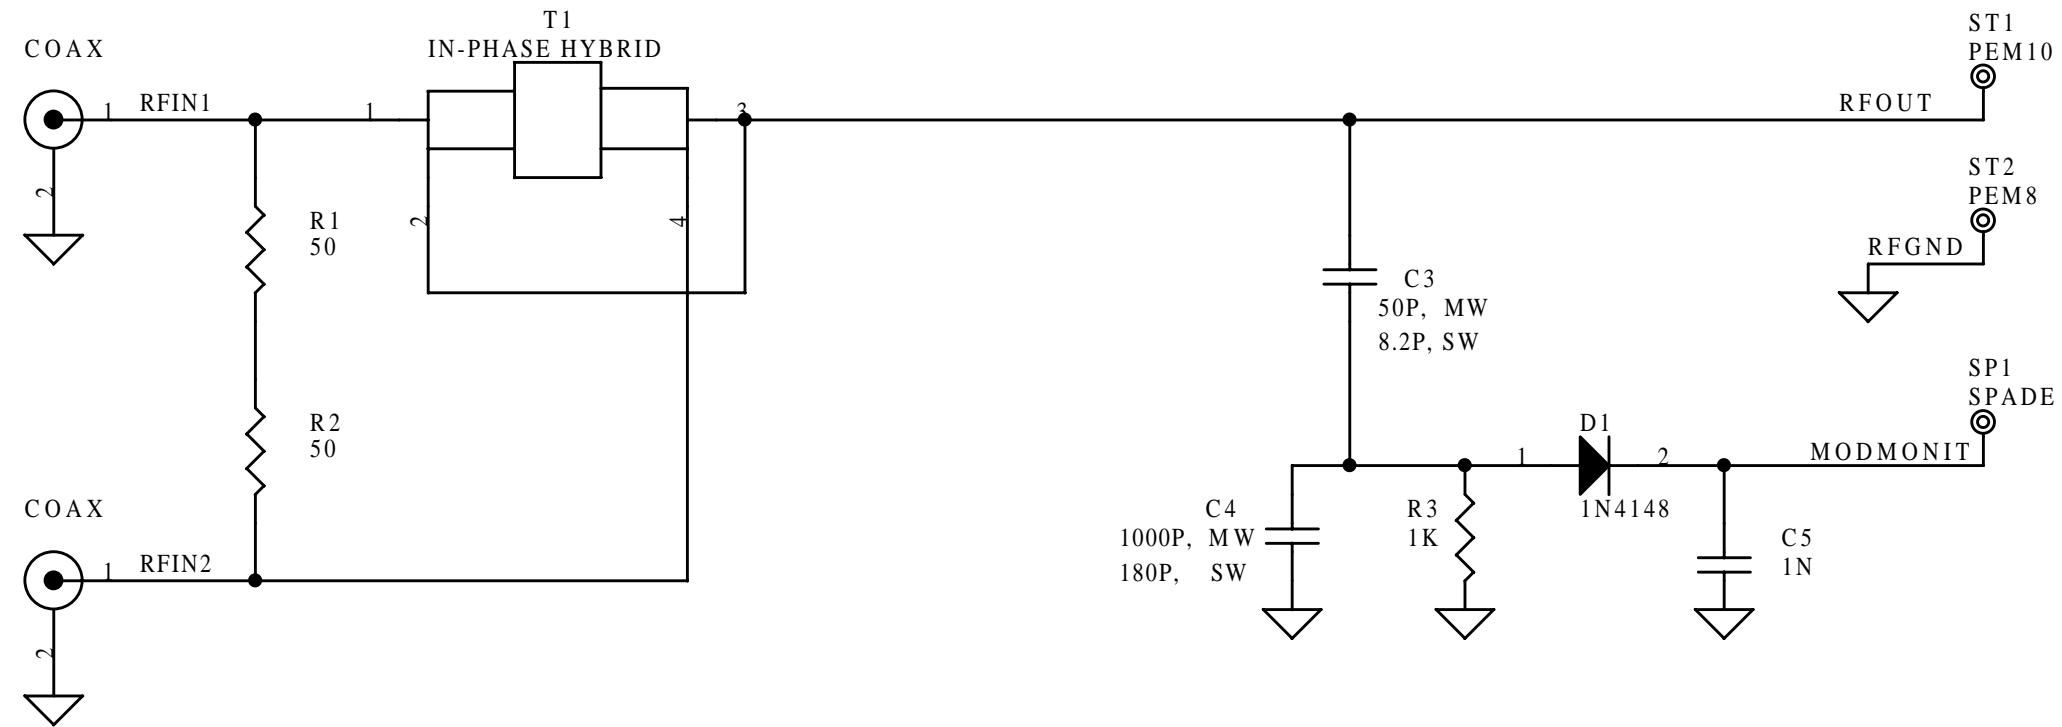 T1
IN-PHASE HYBRID
COAX
1
RFIN1
1
3
2
2
4
R1
50
R2
50
COAX
1
RFIN2
2
C3
50P, MW
8.2P, SW
C4
1000P, MW
180P, SW
R3
1K
1
D1
2
1N4148
C5
1N
ST1
PEM10
RFOUT
ST2
PEM8
RFGND
SP1
SPADE
MODMONIT